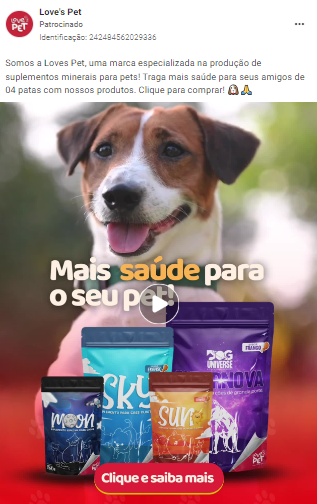 Love's Pet
Patrocinado
Identificação: 242484562029336
Somos a Loves Pet, uma marca especializada na produção de
suplementos minerais para pets! Traga mais saúde para seus amigos de
04 patas com nossos produtos. Clique para comprar! 🐶🙏
Mais saúde para
o seu pet!
DOG
UNIVERSE
FRANGO
SKY
SUN
MOON
LOVE'S
PET
Clique e saiba mais